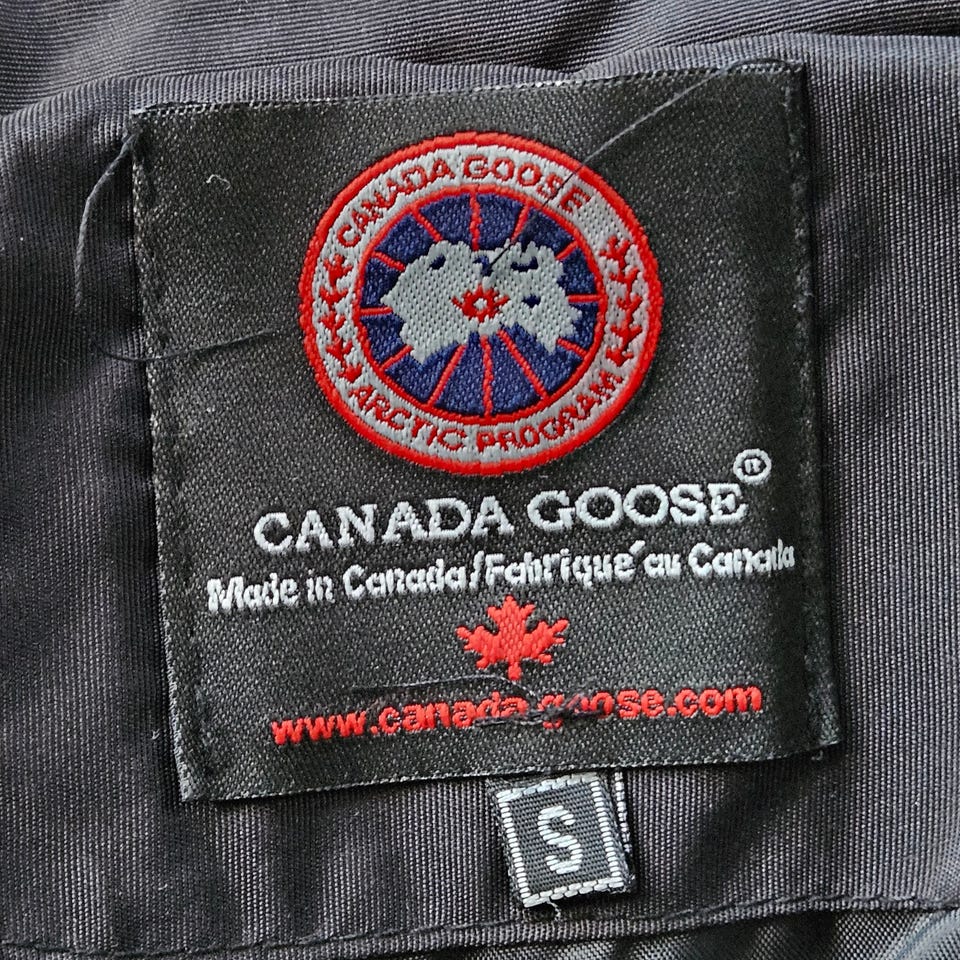 CANADA GOOSE
ARCTIC PROGRAM
CANADA GOOSE®
Made in Canada/Fabriqué au Canada
www.canada-goose.com
S